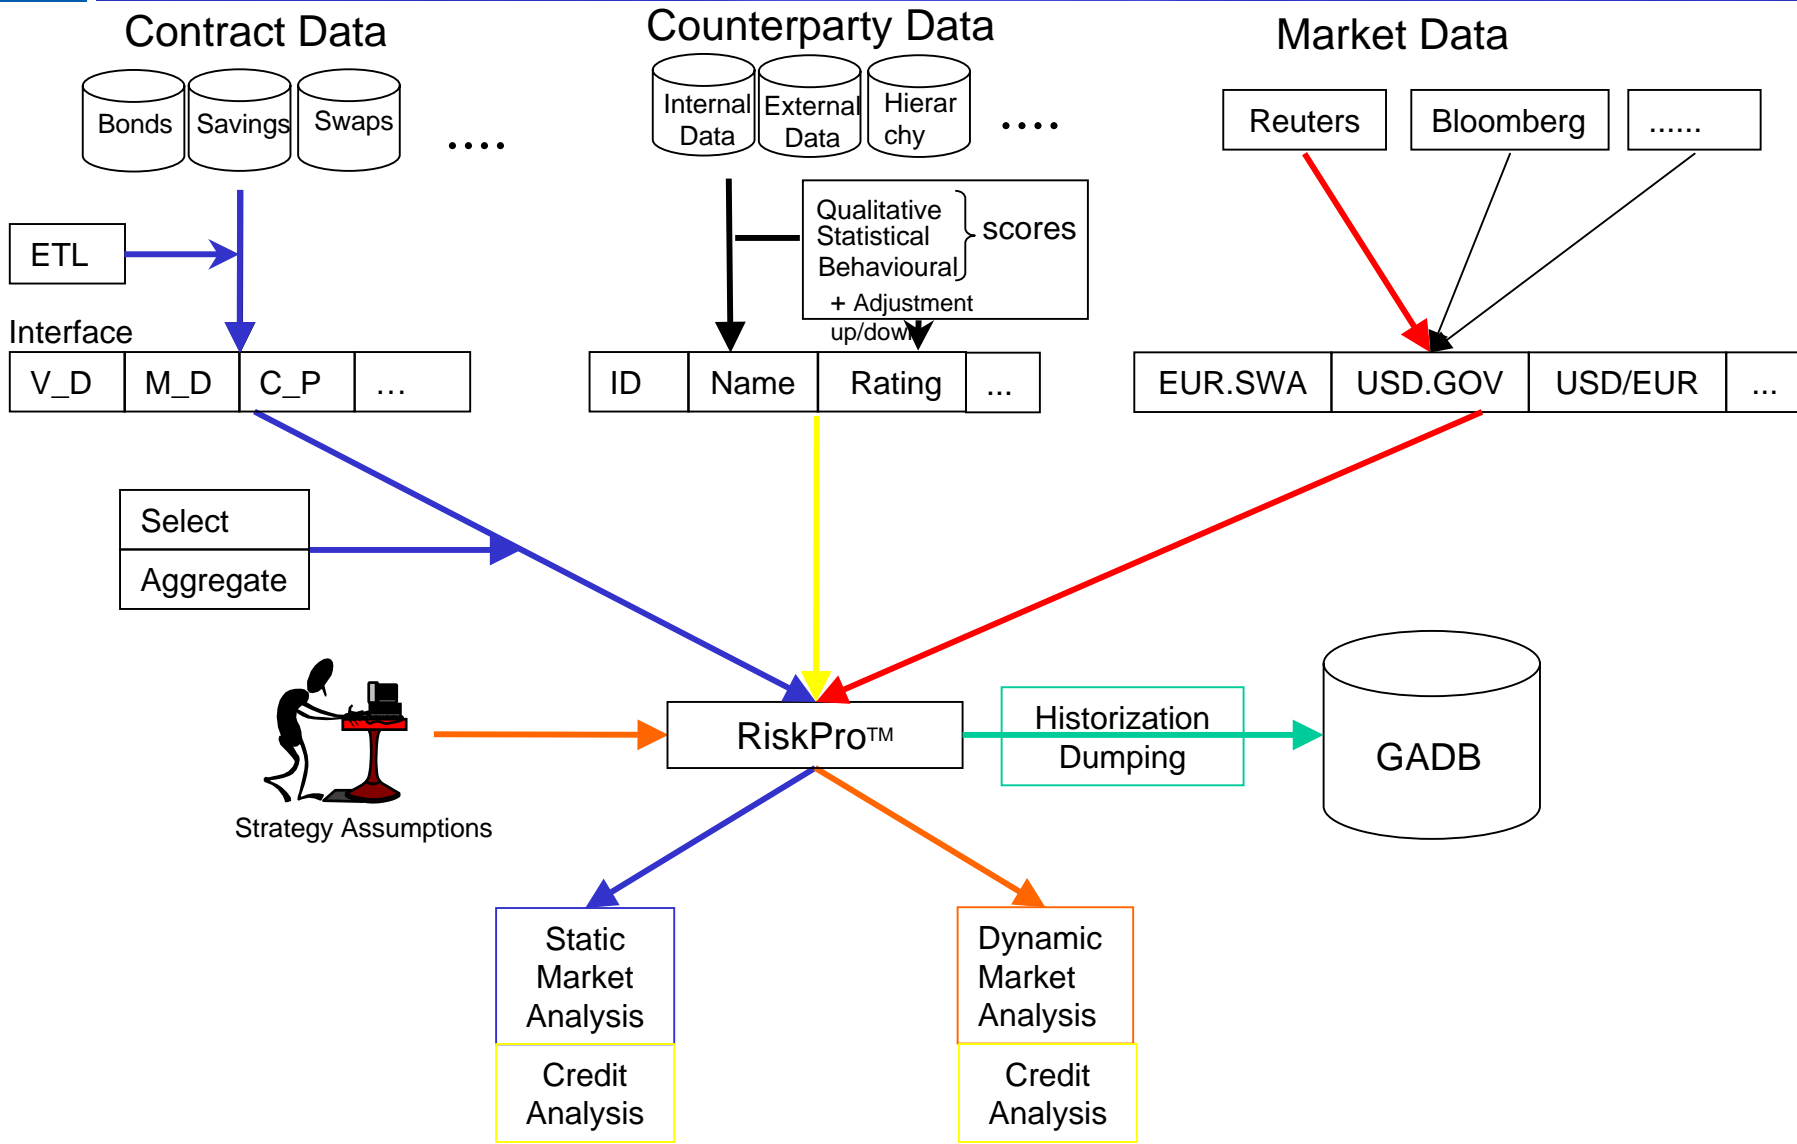 Contract Data
Counterparty Data
Market Data
Bonds
Savings
Swaps
....
Internal
Data
External
Data
Hierar
chy
....
Reuters
Bloomberg
......
ETL
Qualitative
Statistical
Behavioural
scores
+ Adjustment
up/down
Interface
V_D
M_D
C_P
...
ID
Name
Rating
...
EUR.SWA
USD.GOV
USD/EUR
...
Select
Aggregate
Strategy Assumptions
RiskPro™
Historization
Dumping
GADB
Static
Market
Analysis
Credit
Analysis
Dynamic
Market
Analysis
Credit
Analysis